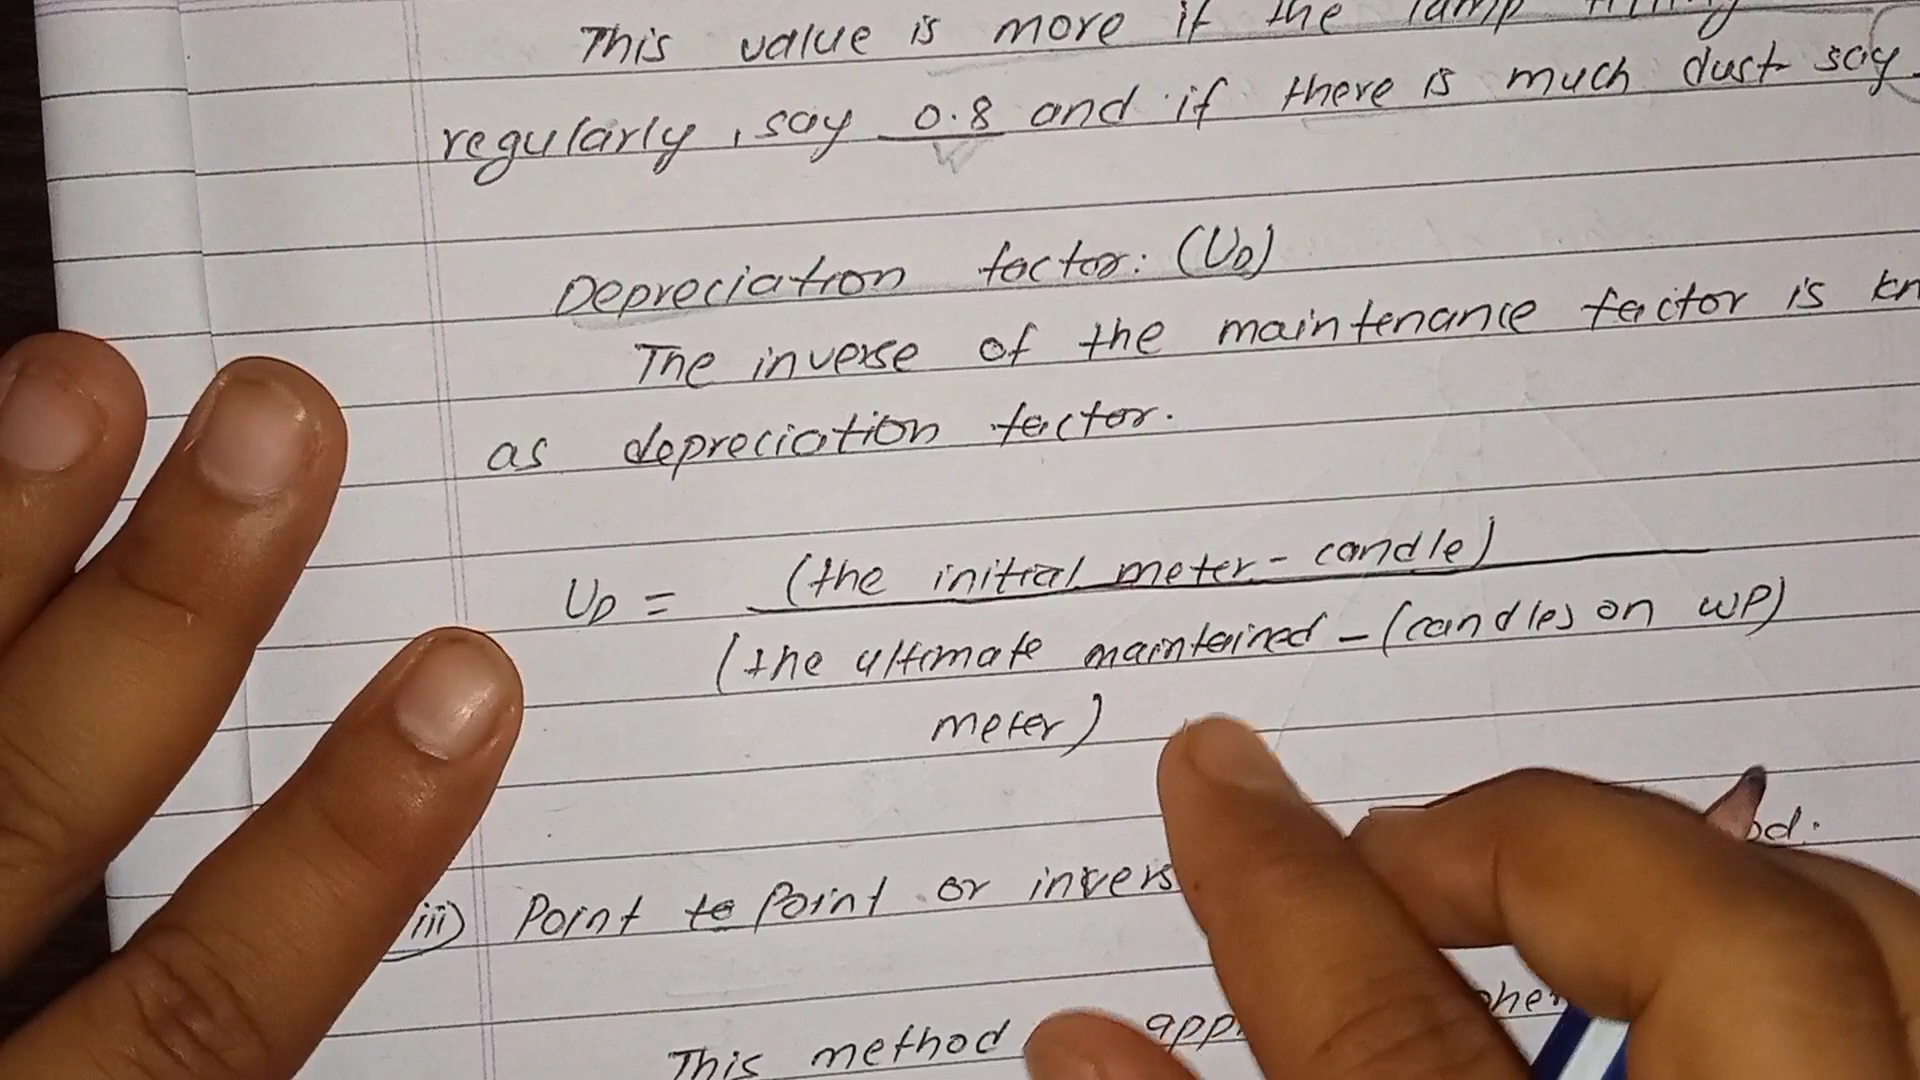 This value is more if the lamp
regularly, say 0.8 and if there is much dust say
Depreciation factor: (UD)
The inverse of the maintenance factor is
as depreciation factor.
UD = (the initial meter - candle)
(the ultimate maintained - (candles on WP)
meter)
iii) Point to Point or invers
This method